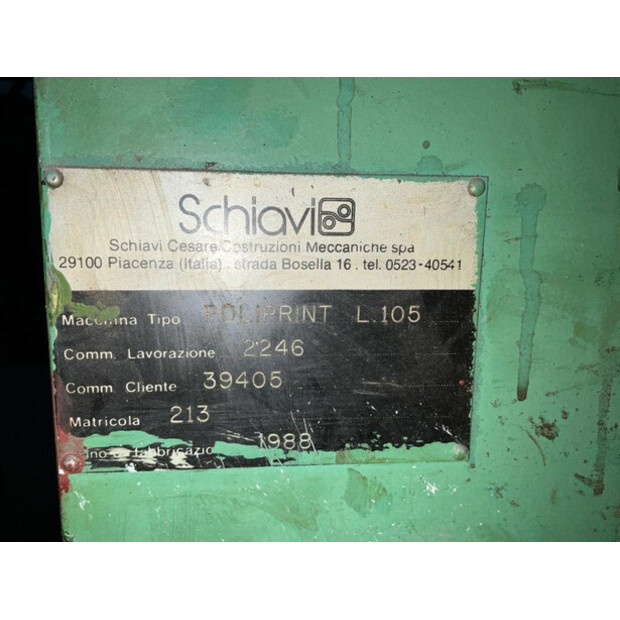 Schiavi
Schiavi Cesare Costruzioni Meccaniche spa
29100 Piacenza (Italia) . strada Bosella 16 . tel. 0523-40541
Macchina Tipo POLIPRINT L.105
Comm. Lavorazione 2246
Comm. Cliente 39405
Matricola 213
1988